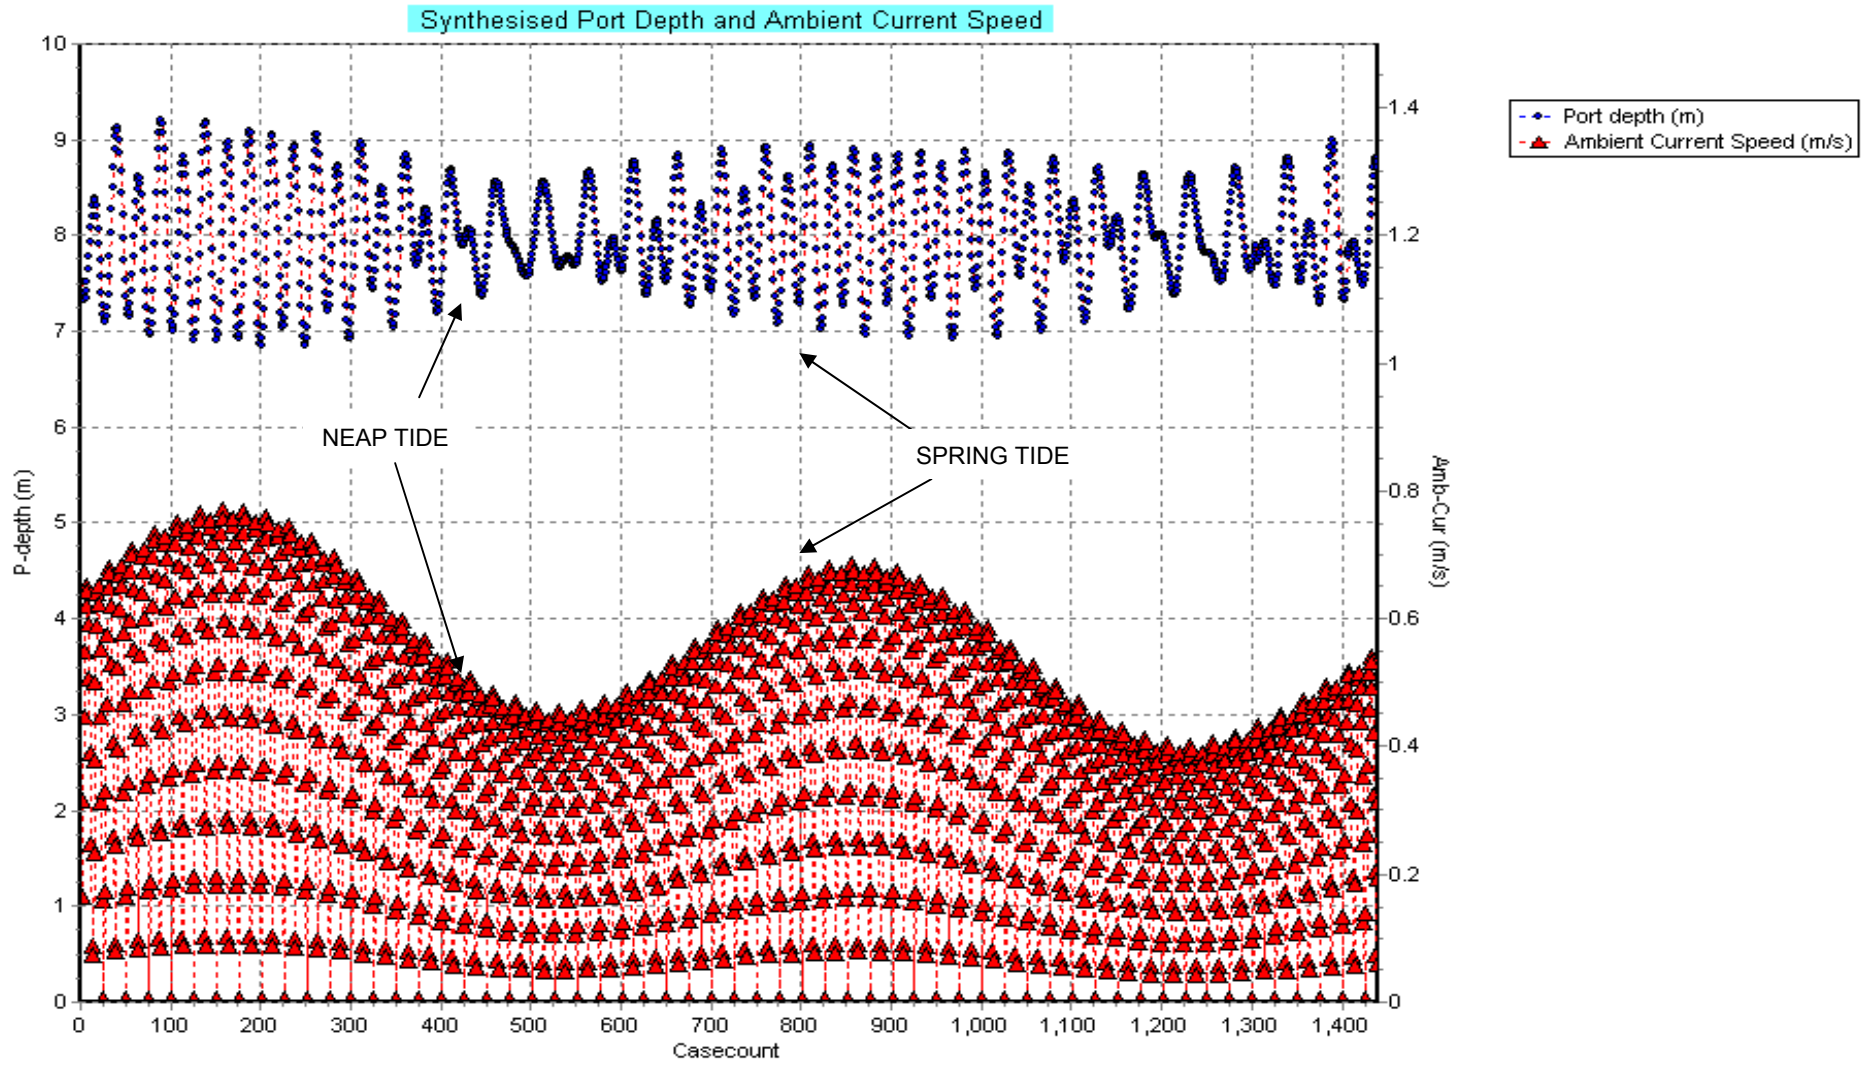 Synthesised Port Depth and Ambient Current Speed
10
9
8
7
6
5
4
3
2
1
0
P-depth (m)
1.4
1.2
1
0.8
0.6
0.4
0.2
0
Amb-Cur (m/s)
Port depth (m)
Ambient Current Speed (m/s)
NEAP TIDE
SPRING TIDE
0 100 200 300 400 500 600 700 800 900 1,000 1,100 1,200 1,300 1,400
Casecount